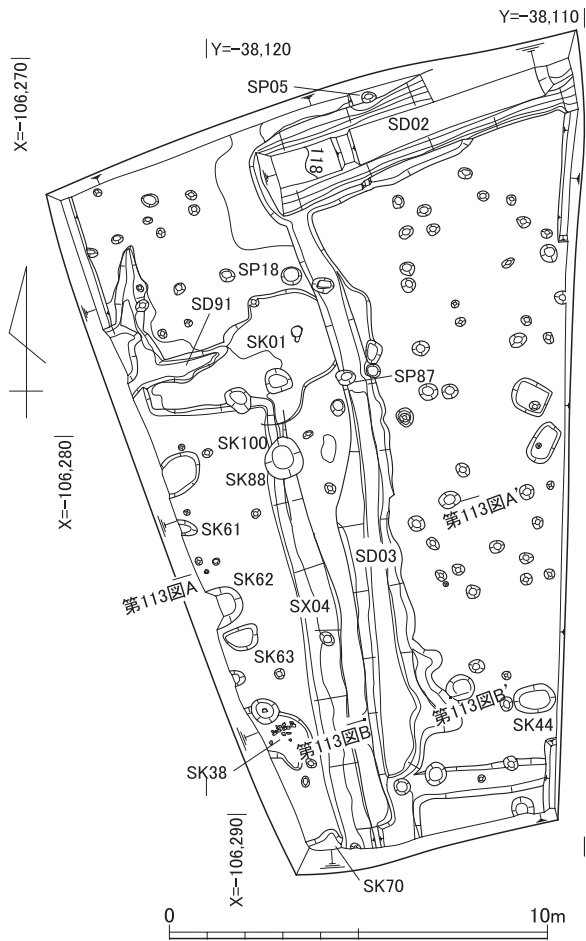 Y=-38,110
Y=-38,120
X=-106,270
SP05
SD02
118
SP18
SD91
SK01
SP87
X=-106,280
SK100
SK88
第113図A'
SK61
SD03
SK62
第113図A
SX04
SK63
第113図B'
SK44
第113図B
SK38
X=-106,290
SK70
0
10m